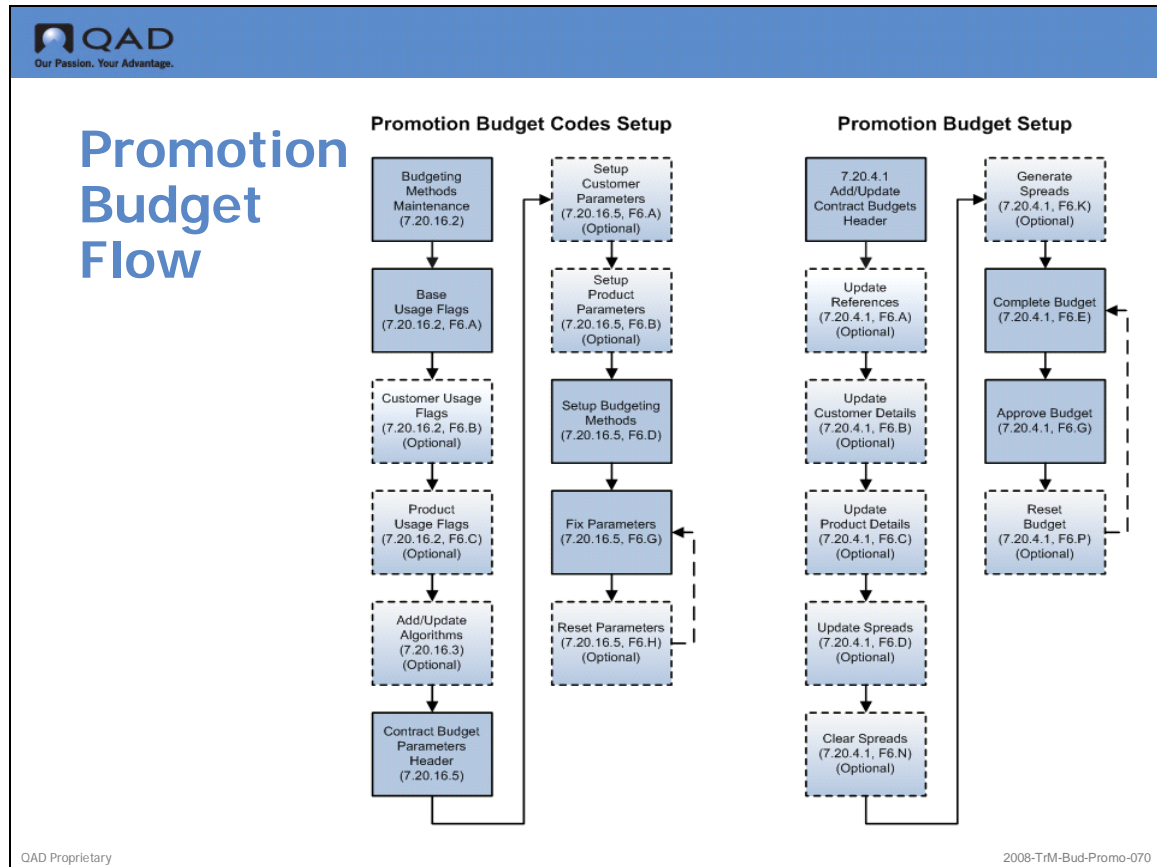 QAD
Our Passion. Your Advantage.
Promotion
Budget
Flow
Promotion Budget Codes Setup
Budgeting
Methods
Maintenance
(7.20.16.2)
Base
Usage Flags
(7.20.16.2, F6.A)
Customer Usage
Flags
(7.20.16.2, F6.B)
(Optional)
Product
Usage Flags
(7.20.16.2, F6.C)
(Optional)
Add/Update
Algorithms
(7.20.16.3)
(Optional)
Contract Budget
Parameters
Header
(7.20.16.5)
Setup
Customer
Parameters
(7.20.16.5, F6.A)
(Optional)
Setup
Product
Parameters
(7.20.16.5, F6.B)
(Optional)
Setup Budgeting
Methods
(7.20.16.5, F6.D)
Fix Parameters
(7.20.16.5, F6.G)
Reset Parameters
(7.20.16.5, F6.H)
(Optional)
Promotion Budget Setup
7.20.4.1
Add/Update
Contract Budgets
Header
Update
References
(7.20.4.1, F6.A)
(Optional)
Update
Customer Details
(7.20.4.1, F6.B)
(Optional)
Update
Product Details
(7.20.4.1, F6.C)
(Optional)
Update Spreads
(7.20.4.1, F6.D)
(Optional)
Clear Spreads
(7.20.4.1, F6.N)
(Optional)
Generate
Spreads
(7.20.4.1, F6.K)
(Optional)
Complete Budget
(7.20.4.1, F6.E)
Approve Budget
(7.20.4.1, F6.G)
Reset
Budget
(7.20.4.1, F6.P)
(Optional)
QAD Proprietary
2008-TrM-Bud-Promo-070